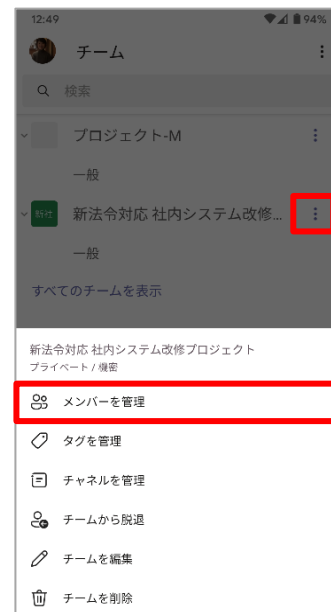 12:49
94%
チーム
検索
プロジェクト-M
一般
新社
新法令対応 社内システム改修...
一般
すべてのチームを表示
新法令対応 社内システム改修プロジェクト
プライベート / 機密
メンバーを管理
タグを管理
チャネルを管理
チームから脱退
チームを編集
チームを削除